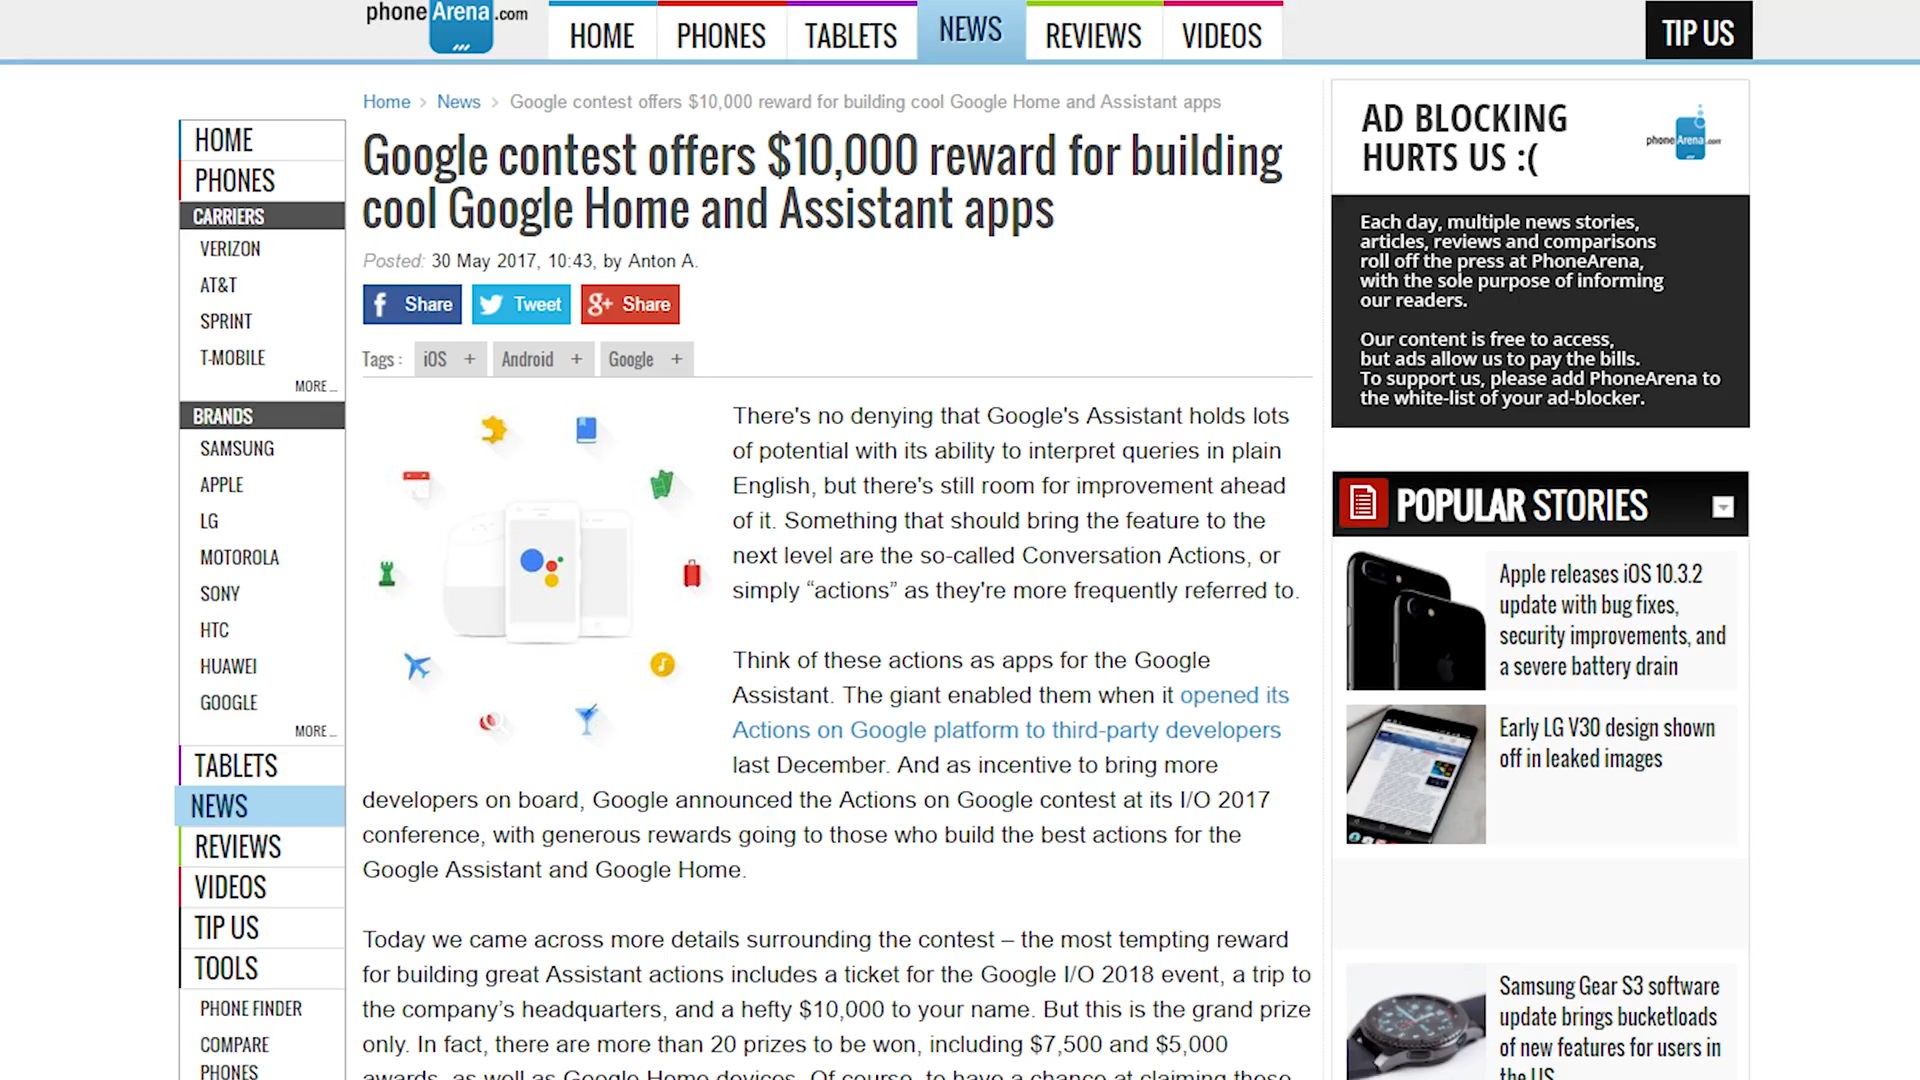 phoneArena.com
HOME
PHONES
TABLETS
NEWS
REVIEWS
VIDEOS
TIP US
Home > News > Google contest offers $10,000 reward for building cool Google Home and Assistant apps
HOME
PHONES
CARRIERS
VERIZON
AT&T
SPRINT
T-MOBILE
MORE ...
BRANDS
SAMSUNG
APPLE
LG
MOTOROLA
SONY
HTC
HUAWEI
GOOGLE
MORE ...
TABLETS
NEWS
REVIEWS
VIDEOS
TIP US
TOOLS
PHONE FINDER
COMPARE
PHONES
Google contest offers $10,000 reward for building
cool Google Home and Assistant apps
Posted: 30 May 2017, 10:43, by Anton A.
f Share
Tweet
g+ Share
Tags : iOS + Android + Google +
There's no denying that Google's Assistant holds lots
of potential with its ability to interpret queries in plain
English, but there's still room for improvement ahead
of it. Something that should bring the feature to the
next level are the so-called Conversation Actions, or
simply “actions” as they're more frequently referred to.
Think of these actions as apps for the Google
Assistant. The giant enabled them when it opened its
Actions on Google platform to third-party developers
last December. And as incentive to bring more
developers on board, Google announced the Actions on Google contest at its I/O 2017
conference, with generous rewards going to those who build the best actions for the
Google Assistant and Google Home.
Today we came across more details surrounding the contest – the most tempting reward
for building great Assistant actions includes a ticket for the Google I/O 2018 event, a trip to
the company’s headquarters, and a hefty $10,000 to your name. But this is the grand prize
only. In fact, there are more than 20 prizes to be won, including $7,500 and $5,000
awards, as well as Google Home devices. Of course, to have a chance at claiming these
AD BLOCKING
HURTS US :(
phoneArena.com
Each day, multiple news stories,
articles, reviews and comparisons
roll off the press at PhoneArena,
with the sole purpose of informing
our readers.
Our content is free to access,
but ads allow us to pay the bills.
To support us, please add PhoneArena to
the white-list of your ad-blocker.
POPULAR STORIES
Apple releases iOS 10.3.2
update with bug fixes,
security improvements, and
a severe battery drain
Early LG V30 design shown
off in leaked images
Samsung Gear S3 software
update brings bucketloads
of new features for users in
the US